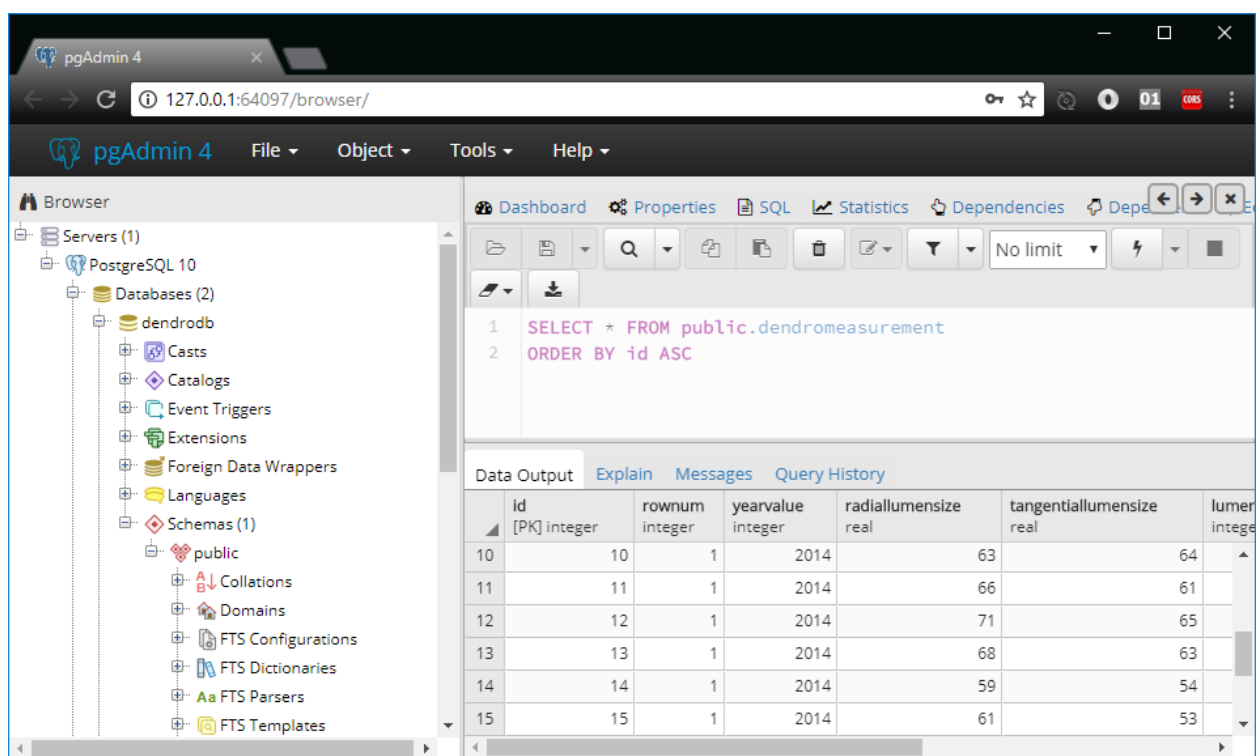 pgAdmin 4
127.0.0.1:64097/browser/
01
CORS
pgAdmin 4 File Object Tools Help
Browser
Servers (1)
PostgreSQL 10
Databases (2)
dendrodb
Casts
Catalogs
Event Triggers
Extensions
Foreign Data Wrappers
Languages
Schemas (1)
public
Collations
Domains
FTS Configurations
FTS Dictionaries
Aa FTS Parsers
FTS Templates
Dashboard Properties SQL Statistics Dependencies Depe
No limit
1 SELECT * FROM public.dendromeasurement
2 ORDER BY id ASC
Data Output Explain Messages Query History
id rownum yearvalue radiallumensize tangentiallumensize lumer
[PK] integer integer integer real real intege
10 10 1 2014 63 64
11 11 1 2014 66 61
12 12 1 2014 71 65
13 13 1 2014 68 63
14 14 1 2014 59 54
15 15 1 2014 61 53